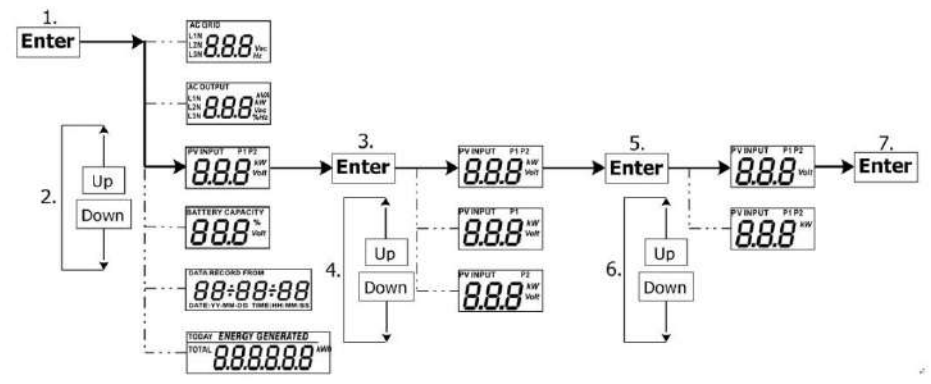 1.
Enter
AC GRID
L1N
L2N
L3N
8.8.8
Vac
Hz
AC OUTPUT
L1N
L2N
L3N
8.8.8
kVA
kW
Vac
%Hz
2.
Up
Down
PV INPUT P1 P2
8.8.8
kW
Volt
BATTERY CAPACITY
88.8
%
Volt
DATA RECORD FROM
88:88:88
DATE:YY-MM-DD TIME:HH:MM:SS
TODAY ENERGY GENERATED
TOTAL 8.8.8.8.8.8 kWh
3.
Enter
4.
Up
Down
PV INPUT P1 P2
8.8.8
kW
Volt
PV INPUT P1
8.8.8
kW
Volt
PV INPUT P2
8.8.8
kW
Volt
5.
Enter
6.
Up
Down
PV INPUT P1 P2
8.8.8
Volt
PV INPUT P1 P2
8.8.8
kW
7.
Enter